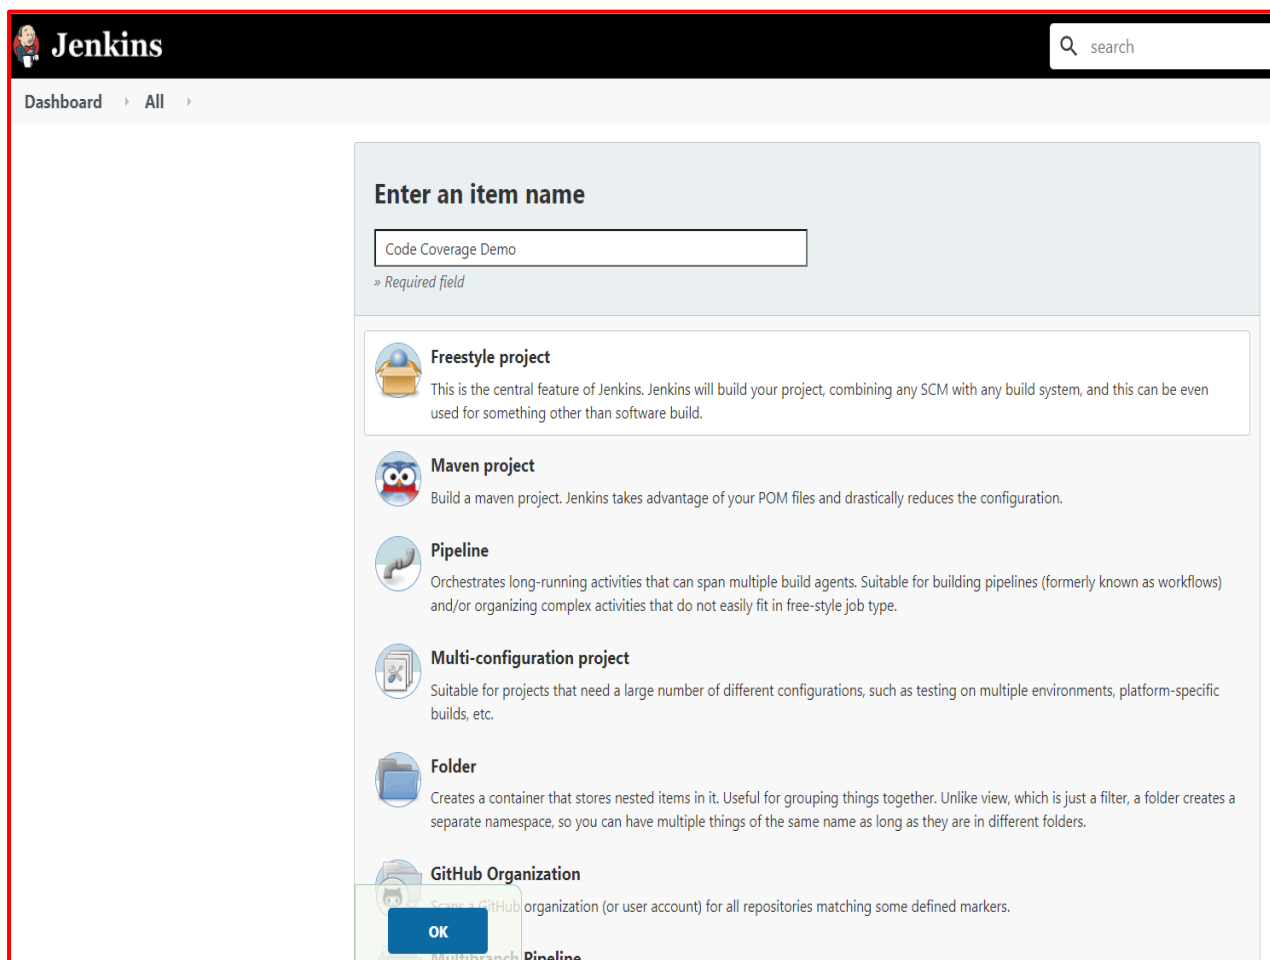 Jenkins
search
Dashboard All
Enter an item name
Code Coverage Demo
» Required field
Freestyle project
This is the central feature of Jenkins. Jenkins will build your project, combining any SCM with any build system, and this can be even
used for something other than software build.
Maven project
Build a maven project. Jenkins takes advantage of your POM files and drastically reduces the configuration.
Pipeline
Orchestrates long-running activities that can span multiple build agents. Suitable for building pipelines (formerly known as workflows)
and/or organizing complex activities that do not easily fit in free-style job type.
Multi-configuration project
Suitable for projects that need a large number of different configurations, such as testing on multiple environments, platform-specific
builds, etc.
Folder
Creates a container that stores nested items in it. Useful for grouping things together. Unlike view, which is just a filter, a folder creates a
separate namespace, so you can have multiple things of the same name as long as they are in different folders.
GitHub Organization
Scans a GitHub organization (or user account) for all repositories matching some defined markers.
OK
Multibranch Pipeline